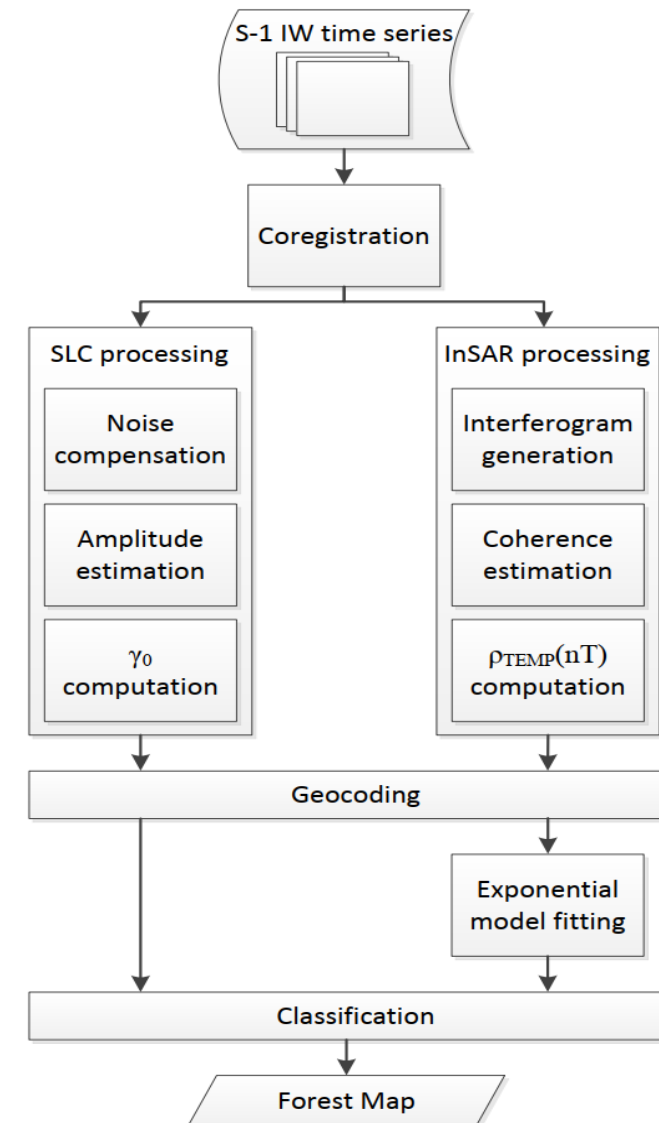 S-1 IW time series
Coregistration
SLC processing
Noise
compensation
Amplitude
estimation
γ0
computation
InSAR processing
Interferogram
generation
Coherence
estimation
ρTEMP(nT)
computation
Geocoding
Exponential
model fitting
Classification
Forest Map